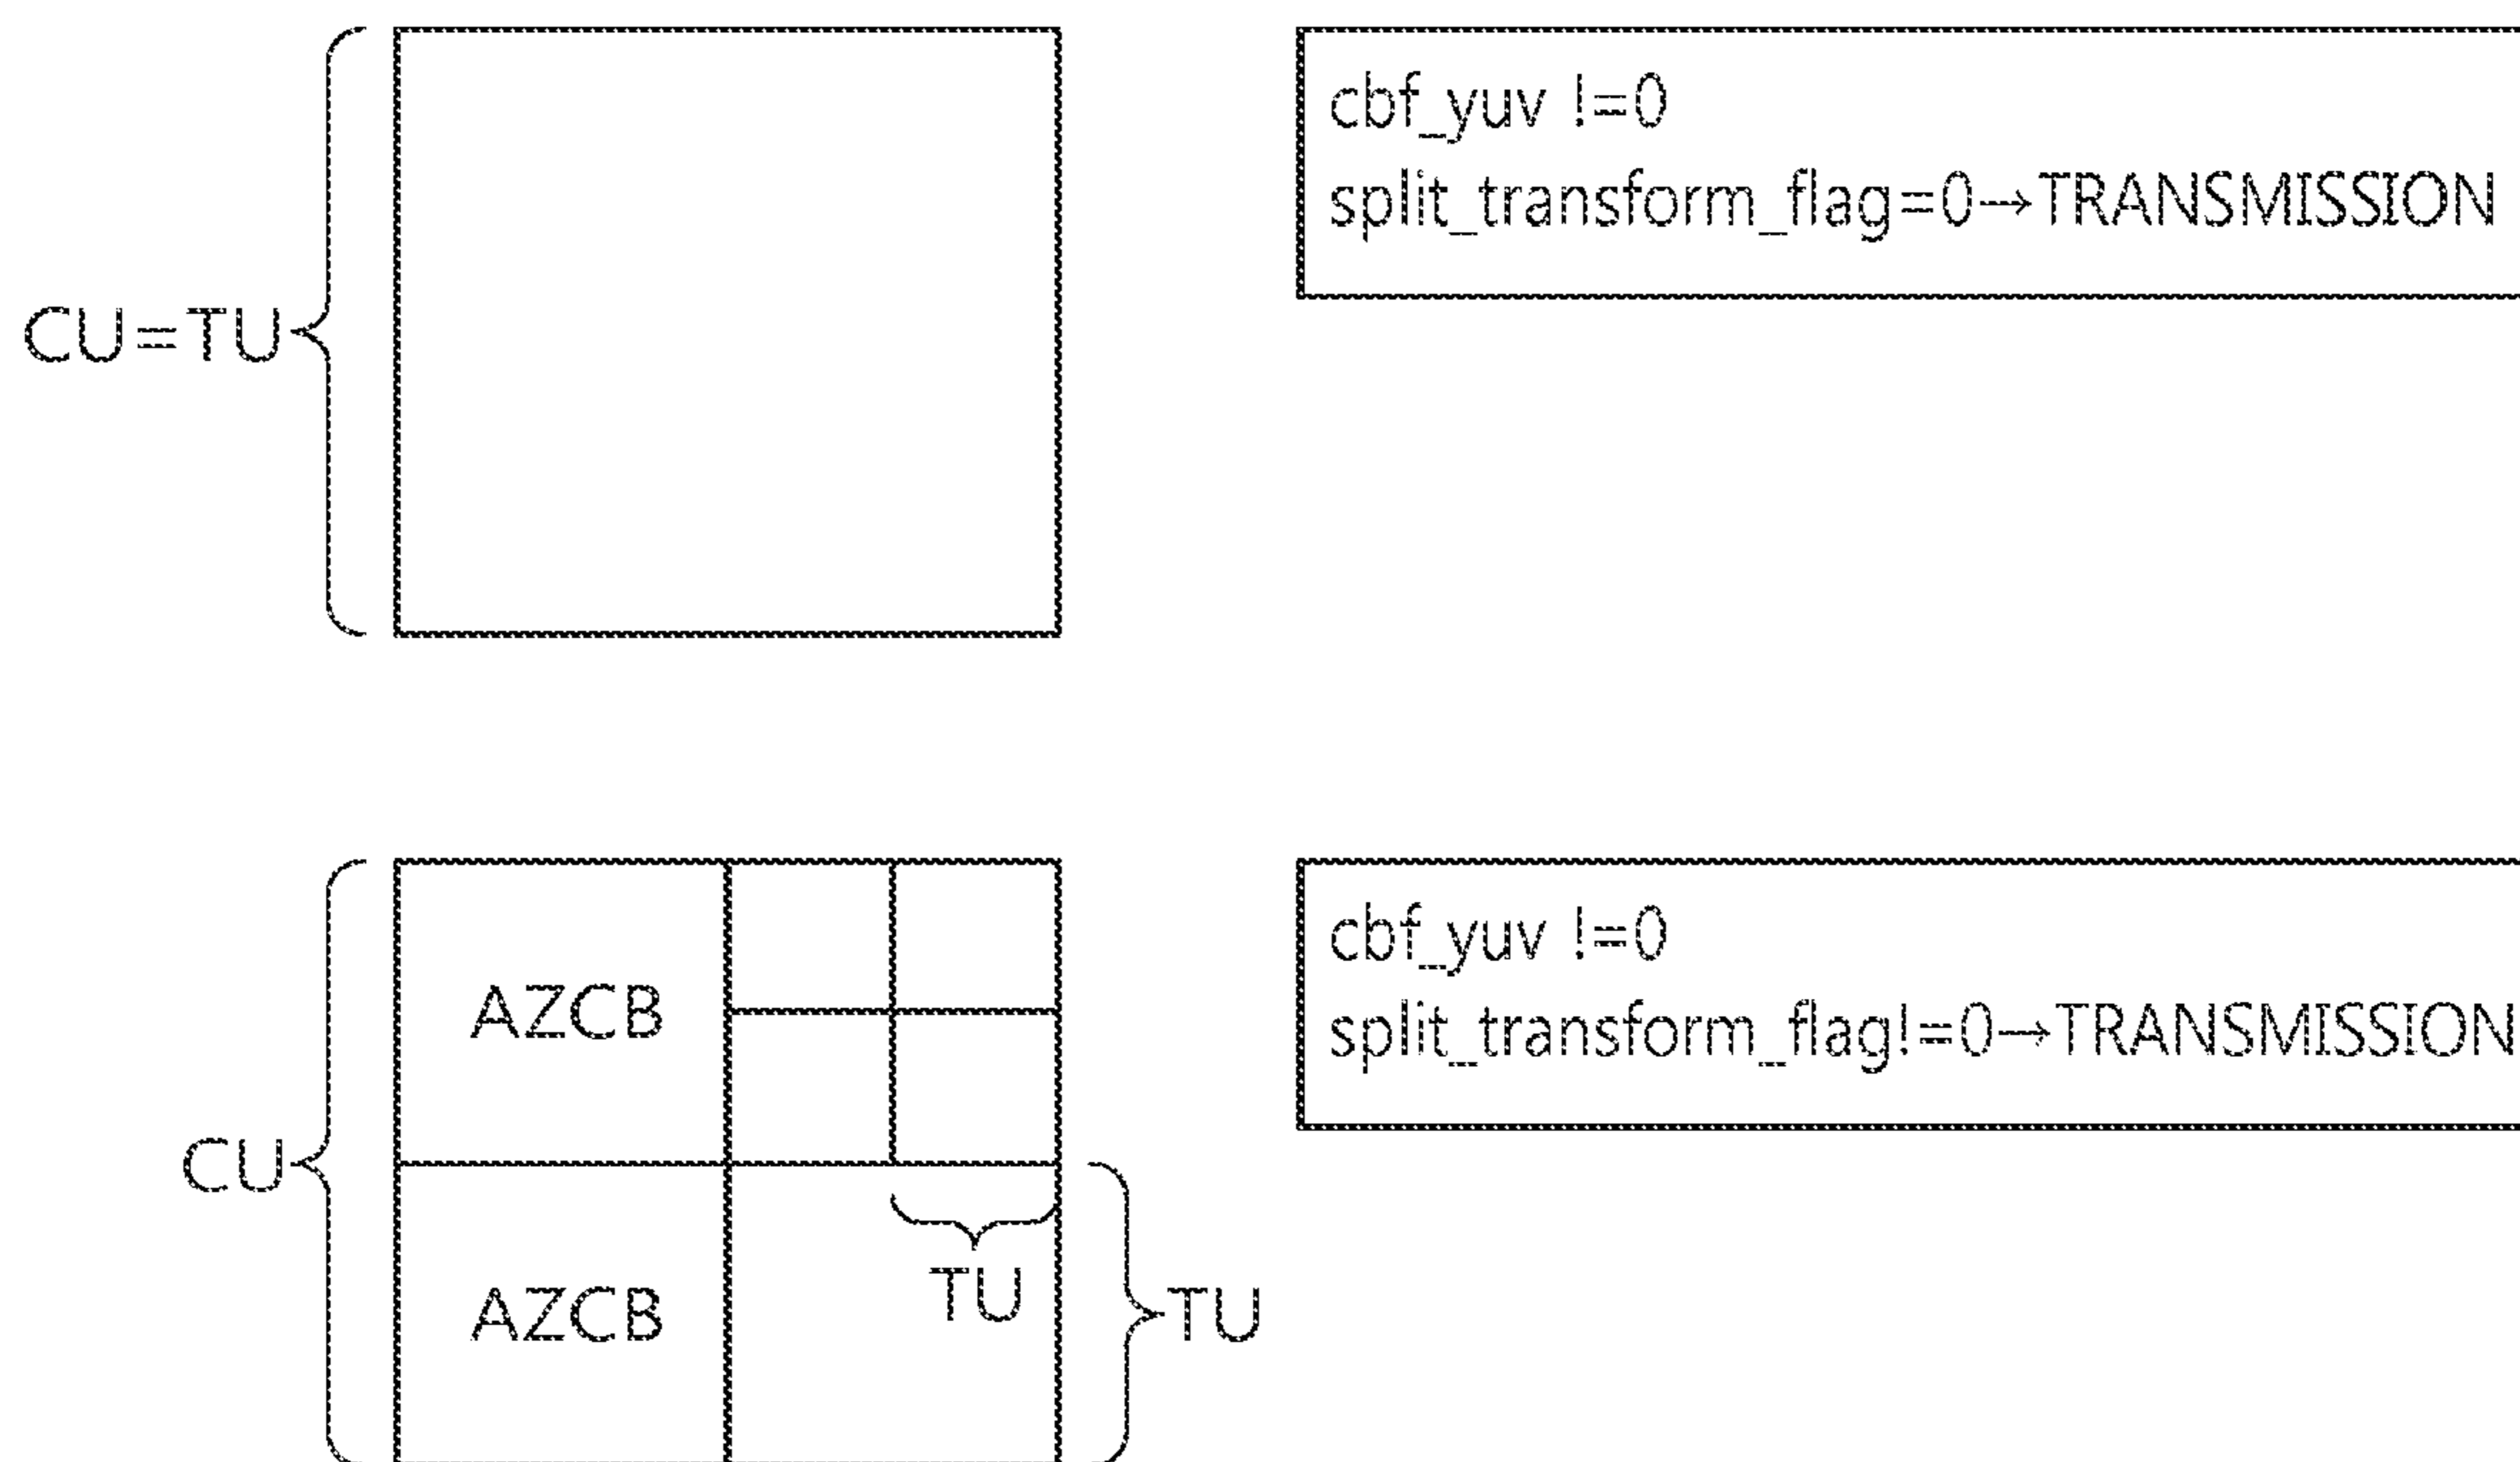 cbf_yuv !=0
split_transform_flag=0→TRANSMISSION
CU=TU
cbf_yuv !=0
split_transform_flag!=0→TRANSMISSION
AZCB
CU
TU
AZCB
TU